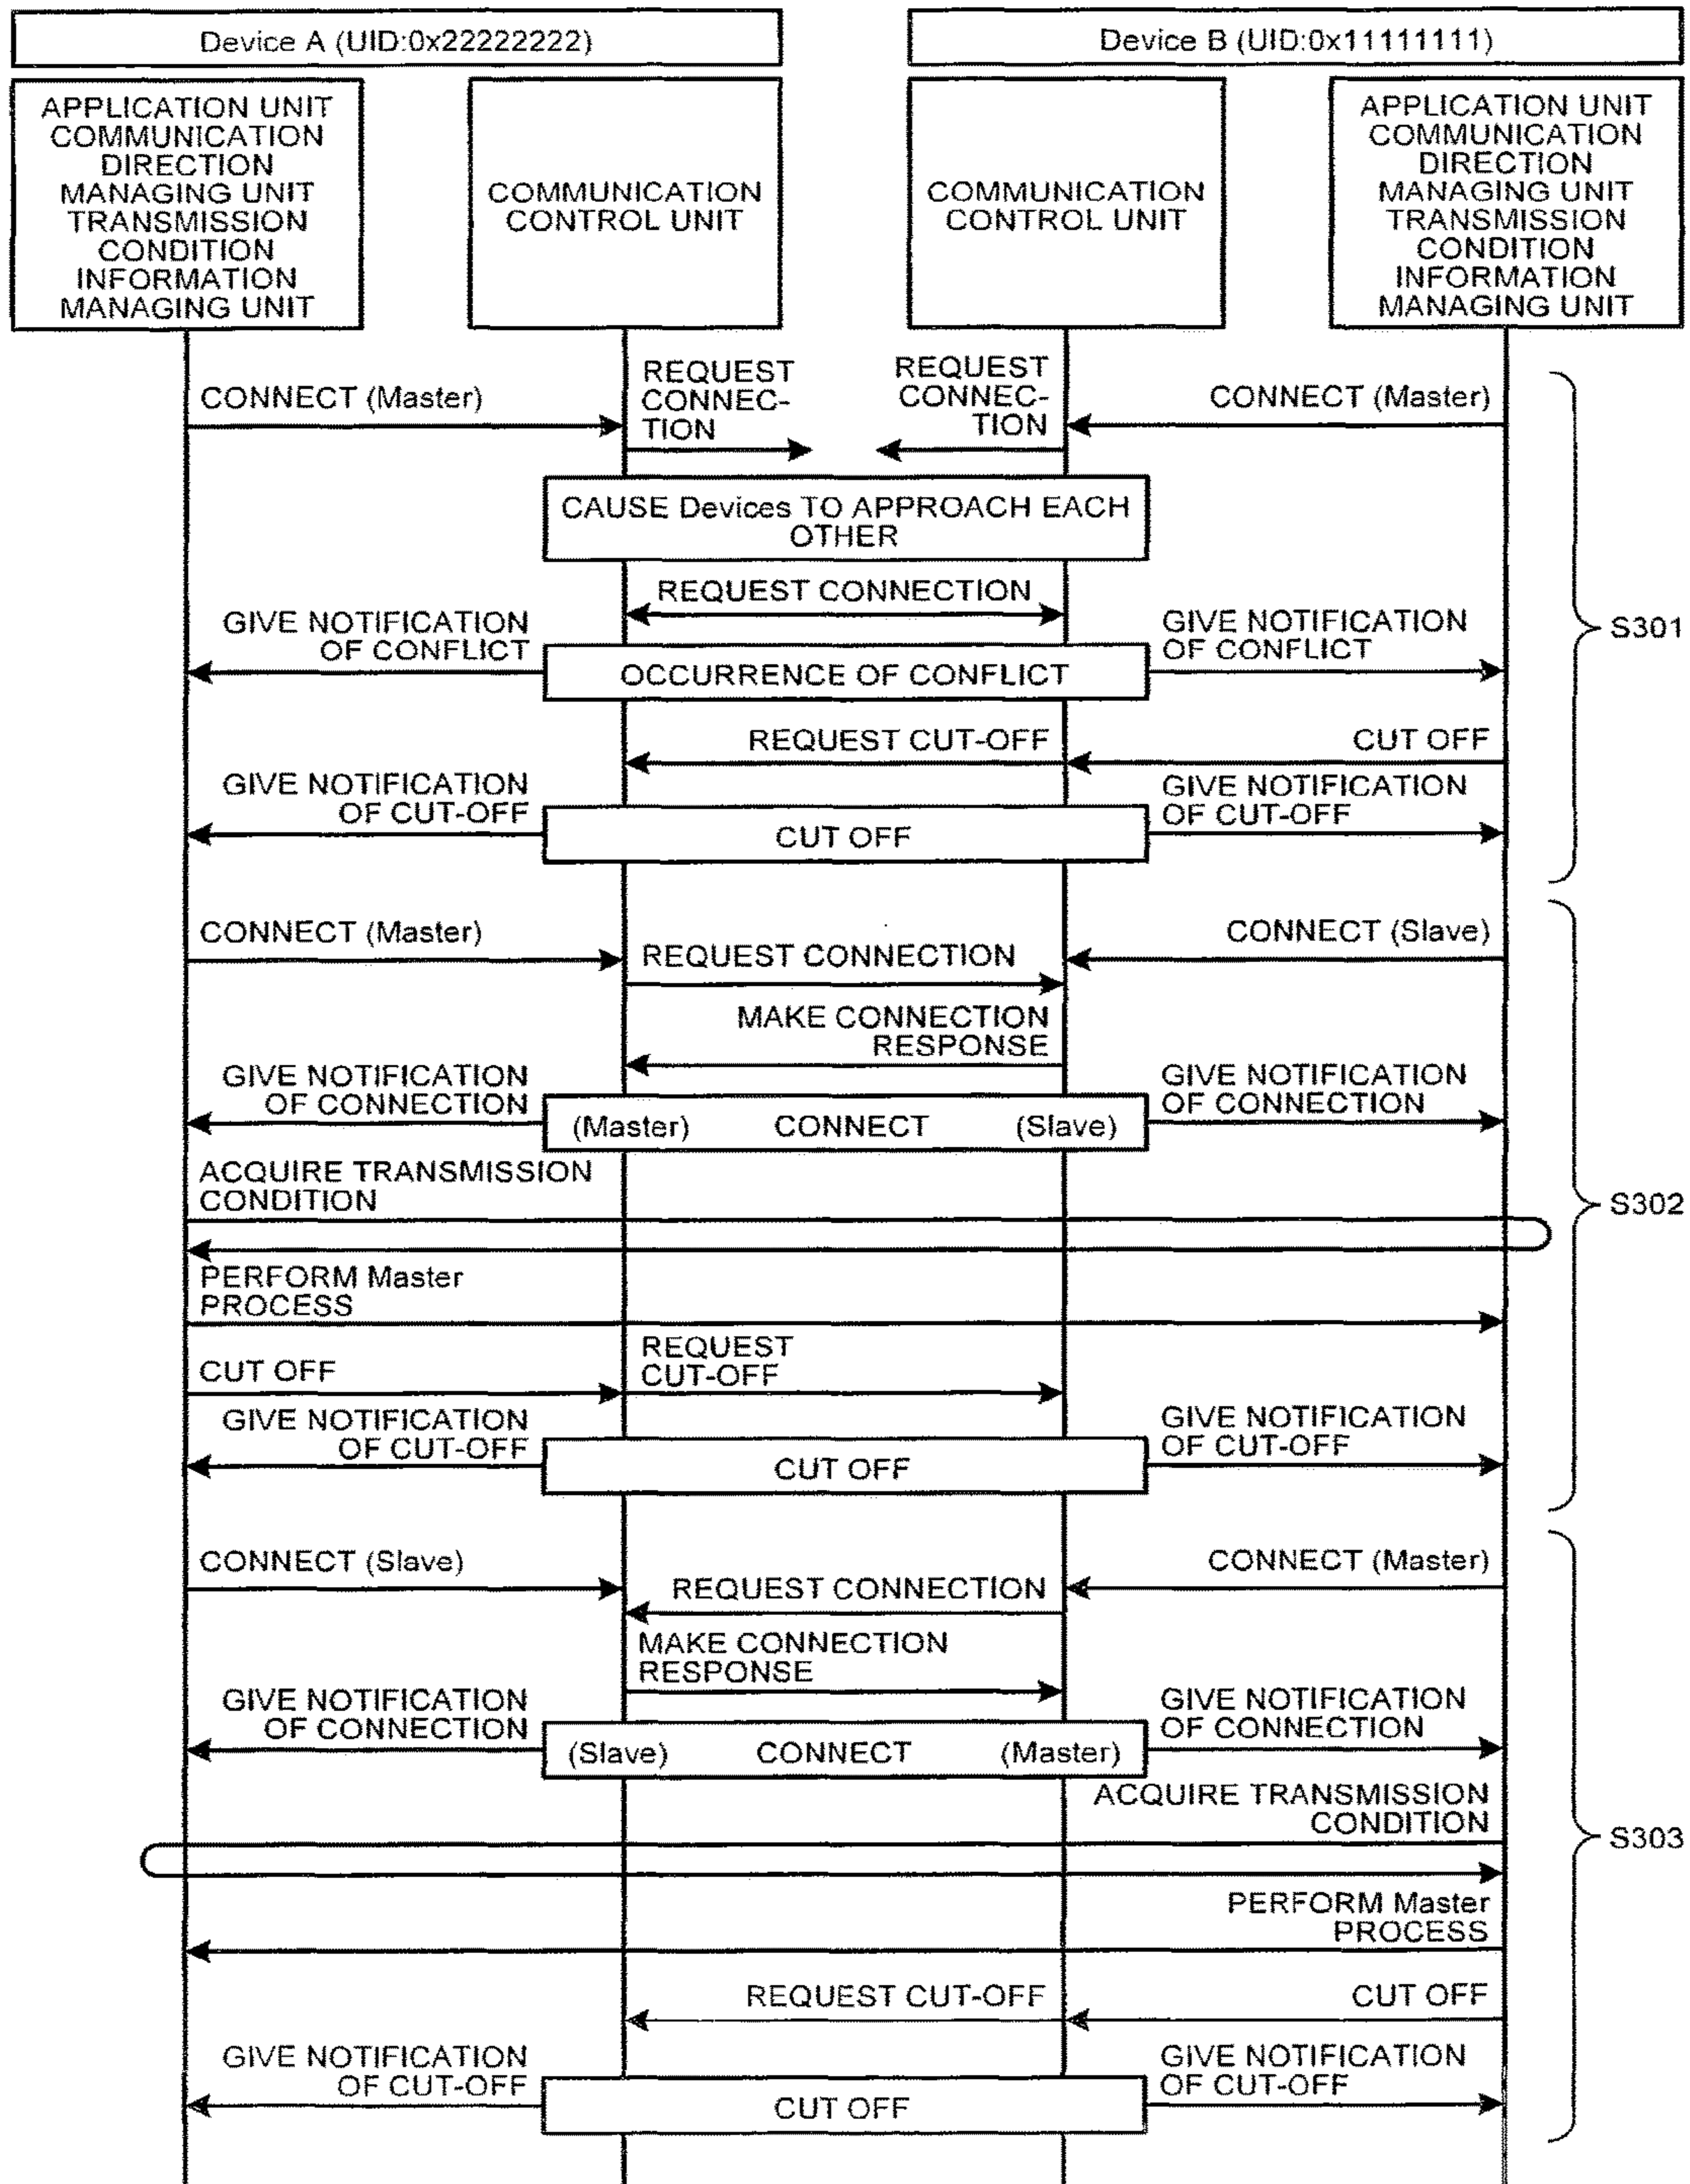 Device A (UID:0x22222222)
Device B (UID:0x11111111)
APPLICATION UNIT
COMMUNICATION
DIRECTION
MANAGING UNIT
TRANSMISSION
CONDITION
INFORMATION
MANAGING UNIT
COMMUNICATION
CONTROL UNIT
COMMUNICATION
CONTROL UNIT
APPLICATION UNIT
COMMUNICATION
DIRECTION
MANAGING UNIT
TRANSMISSION
CONDITION
INFORMATION
MANAGING UNIT
CONNECT (Master)
REQUEST
CONNEC-
TION
REQUEST
CONNEC-
TION
CONNECT (Master)
CAUSE Devices TO APPROACH EACH
OTHER
REQUEST CONNECTION
GIVE NOTIFICATION
OF CONFLICT
OCCURRENCE OF CONFLICT
GIVE NOTIFICATION
OF CONFLICT
S301
REQUEST CUT-OFF
CUT OFF
GIVE NOTIFICATION
OF CUT-OFF
CUT OFF
GIVE NOTIFICATION
OF CUT-OFF
CONNECT (Master)
REQUEST CONNECTION
CONNECT (Slave)
MAKE CONNECTION
RESPONSE
GIVE NOTIFICATION
OF CONNECTION
(Master) CONNECT (Slave)
GIVE NOTIFICATION
OF CONNECTION
ACQUIRE TRANSMISSION
CONDITION
S302
PERFORM Master
PROCESS
CUT OFF
REQUEST
CUT-OFF
GIVE NOTIFICATION
OF CUT-OFF
CUT OFF
GIVE NOTIFICATION
OF CUT-OFF
CONNECT (Slave)
REQUEST CONNECTION
CONNECT (Master)
MAKE CONNECTION
RESPONSE
GIVE NOTIFICATION
OF CONNECTION
(Slave) CONNECT (Master)
GIVE NOTIFICATION
OF CONNECTION
ACQUIRE TRANSMISSION
CONDITION
S303
PERFORM Master
PROCESS
REQUEST CUT-OFF
CUT OFF
GIVE NOTIFICATION
OF CUT-OFF
CUT OFF
GIVE NOTIFICATION
OF CUT-OFF